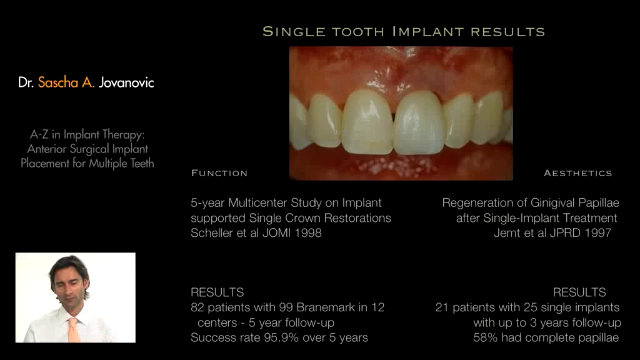 SINGLE TOOTH IMPLANT RESULTS
Dr. Sascha A. Jovanovic
A-Z in Implant Therapy:
Anterior Surgical Implant
Placement for Multiple Teeth
FUNCTION
5-year Multicenter Study on Implant
supported Single Crown Restorations
Scheller et al JOMI 1998
RESULTS
82 patients with 99 Branemark in 12
centers - 5 year follow-up
Success rate 95.9% over 5 years
AESTHETICS
Regeneration of Ginigival Papillae
after Single-Implant Treatment
Jemt et al JPRD 1997
RESULTS
21 patients with 25 single implants
with up to 3 years follow-up
58% had complete papillae